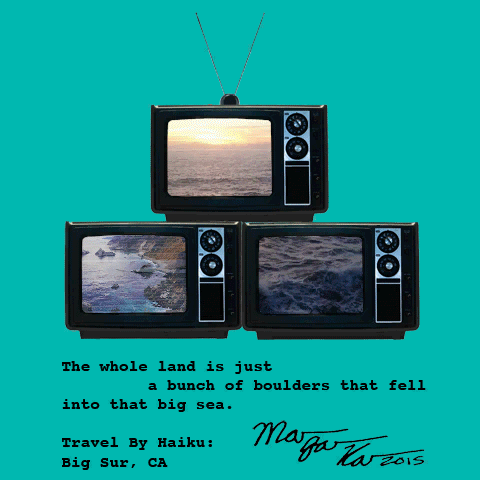 The whole land is just
a bunch of boulders that fell
into that big sea.
Travel By Haiku:
Big Sur, CA
2015